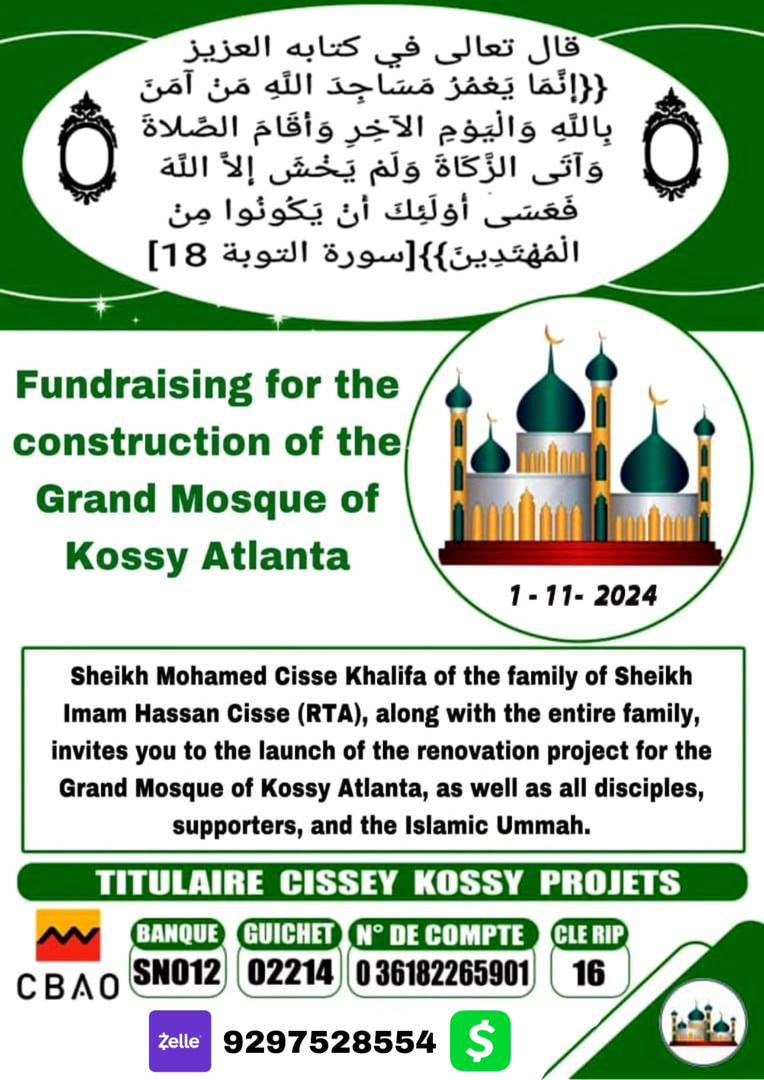 قال تعالى في كتابه العزيز
{{إِنَّمَا يَعْمُرُ مَسَاجِدَ اللَّهِ مَنْ آمَنَ
بِاللَّهِ وَالْيَوْمِ الآخِرِ وَأَقَامَ الصَّلاةَ
وَآتَى الزَّكَاةَ وَلَمْ يَخْشَ إِلاَّ اللَّهَ
فَعَسَى أُوْلَئِكَ أَنْ يَكُونُوا مِنْ
الْمُهْتَدِينَ}}[سورة التوبة 18]
Fundraising for the
construction of the
Grand Mosque of
Kossy Atlanta
1 - 11- 2024
Sheikh Mohamed Cisse Khalifa of the family of Sheikh
Imam Hassan Cisse (RTA), along with the entire family,
invites you to the launch of the renovation project for the
Grand Mosque of Kossy Atlanta, as well as all disciples,
supporters, and the Islamic Ummah.
TITULAIRE CISSEY KOSSY PROJETS
CBAO
BANQUE GUICHET N° DE COMPTE CLE RIP
SN012 02214 0 36182265901 16
Zelle 9297528554 $